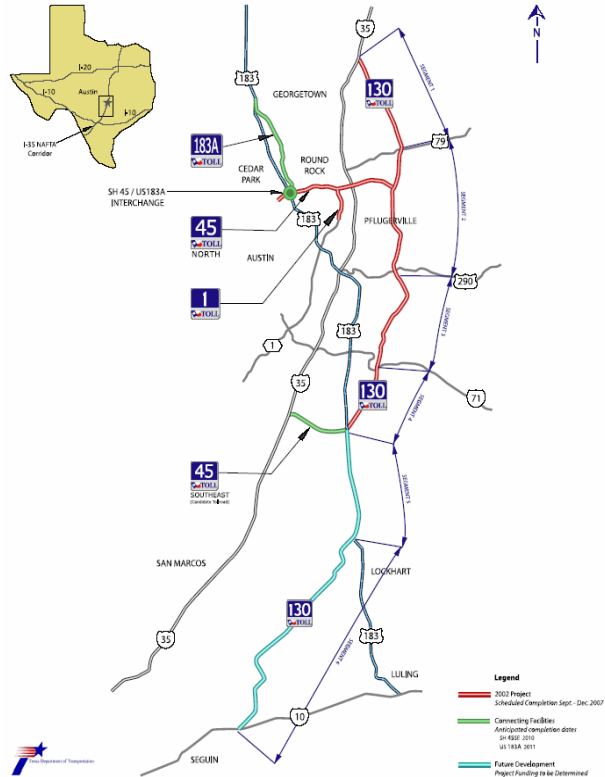 I-20
I-10
Austin
I-10
I-35 NAFTA
Corridor
N
35
183
130
TOLL
SEGMENT 1
GEORGETOWN
79
183A
TOLL
CEDAR
PARK
ROUND
ROCK
SH 45 / US183A
INTERCHANGE
45
TOLL
NORTH
183
PFLUGERVILLE
SEGMENT 2
AUSTIN
290
1
TOLL
183
SEGMENT 3
1
35
130
TOLL
71
SEGMENT 4
45
TOLL
SOUTHEAST
(Candidate Tollroad)
SEGMENT 5
SAN MARCOS
LOCKHART
130
TOLL
183
35
SEGMENT 6
LULING
10
SEGUIN
Texas Department of Transportation
Legend
2002 Project
Scheduled Completion Sept.- Dec. 2007
Connecting Facilities
Anticipated completion dates
SH 45SE 2010
US 183A 2011
Future Development
Project Funding to be Determined